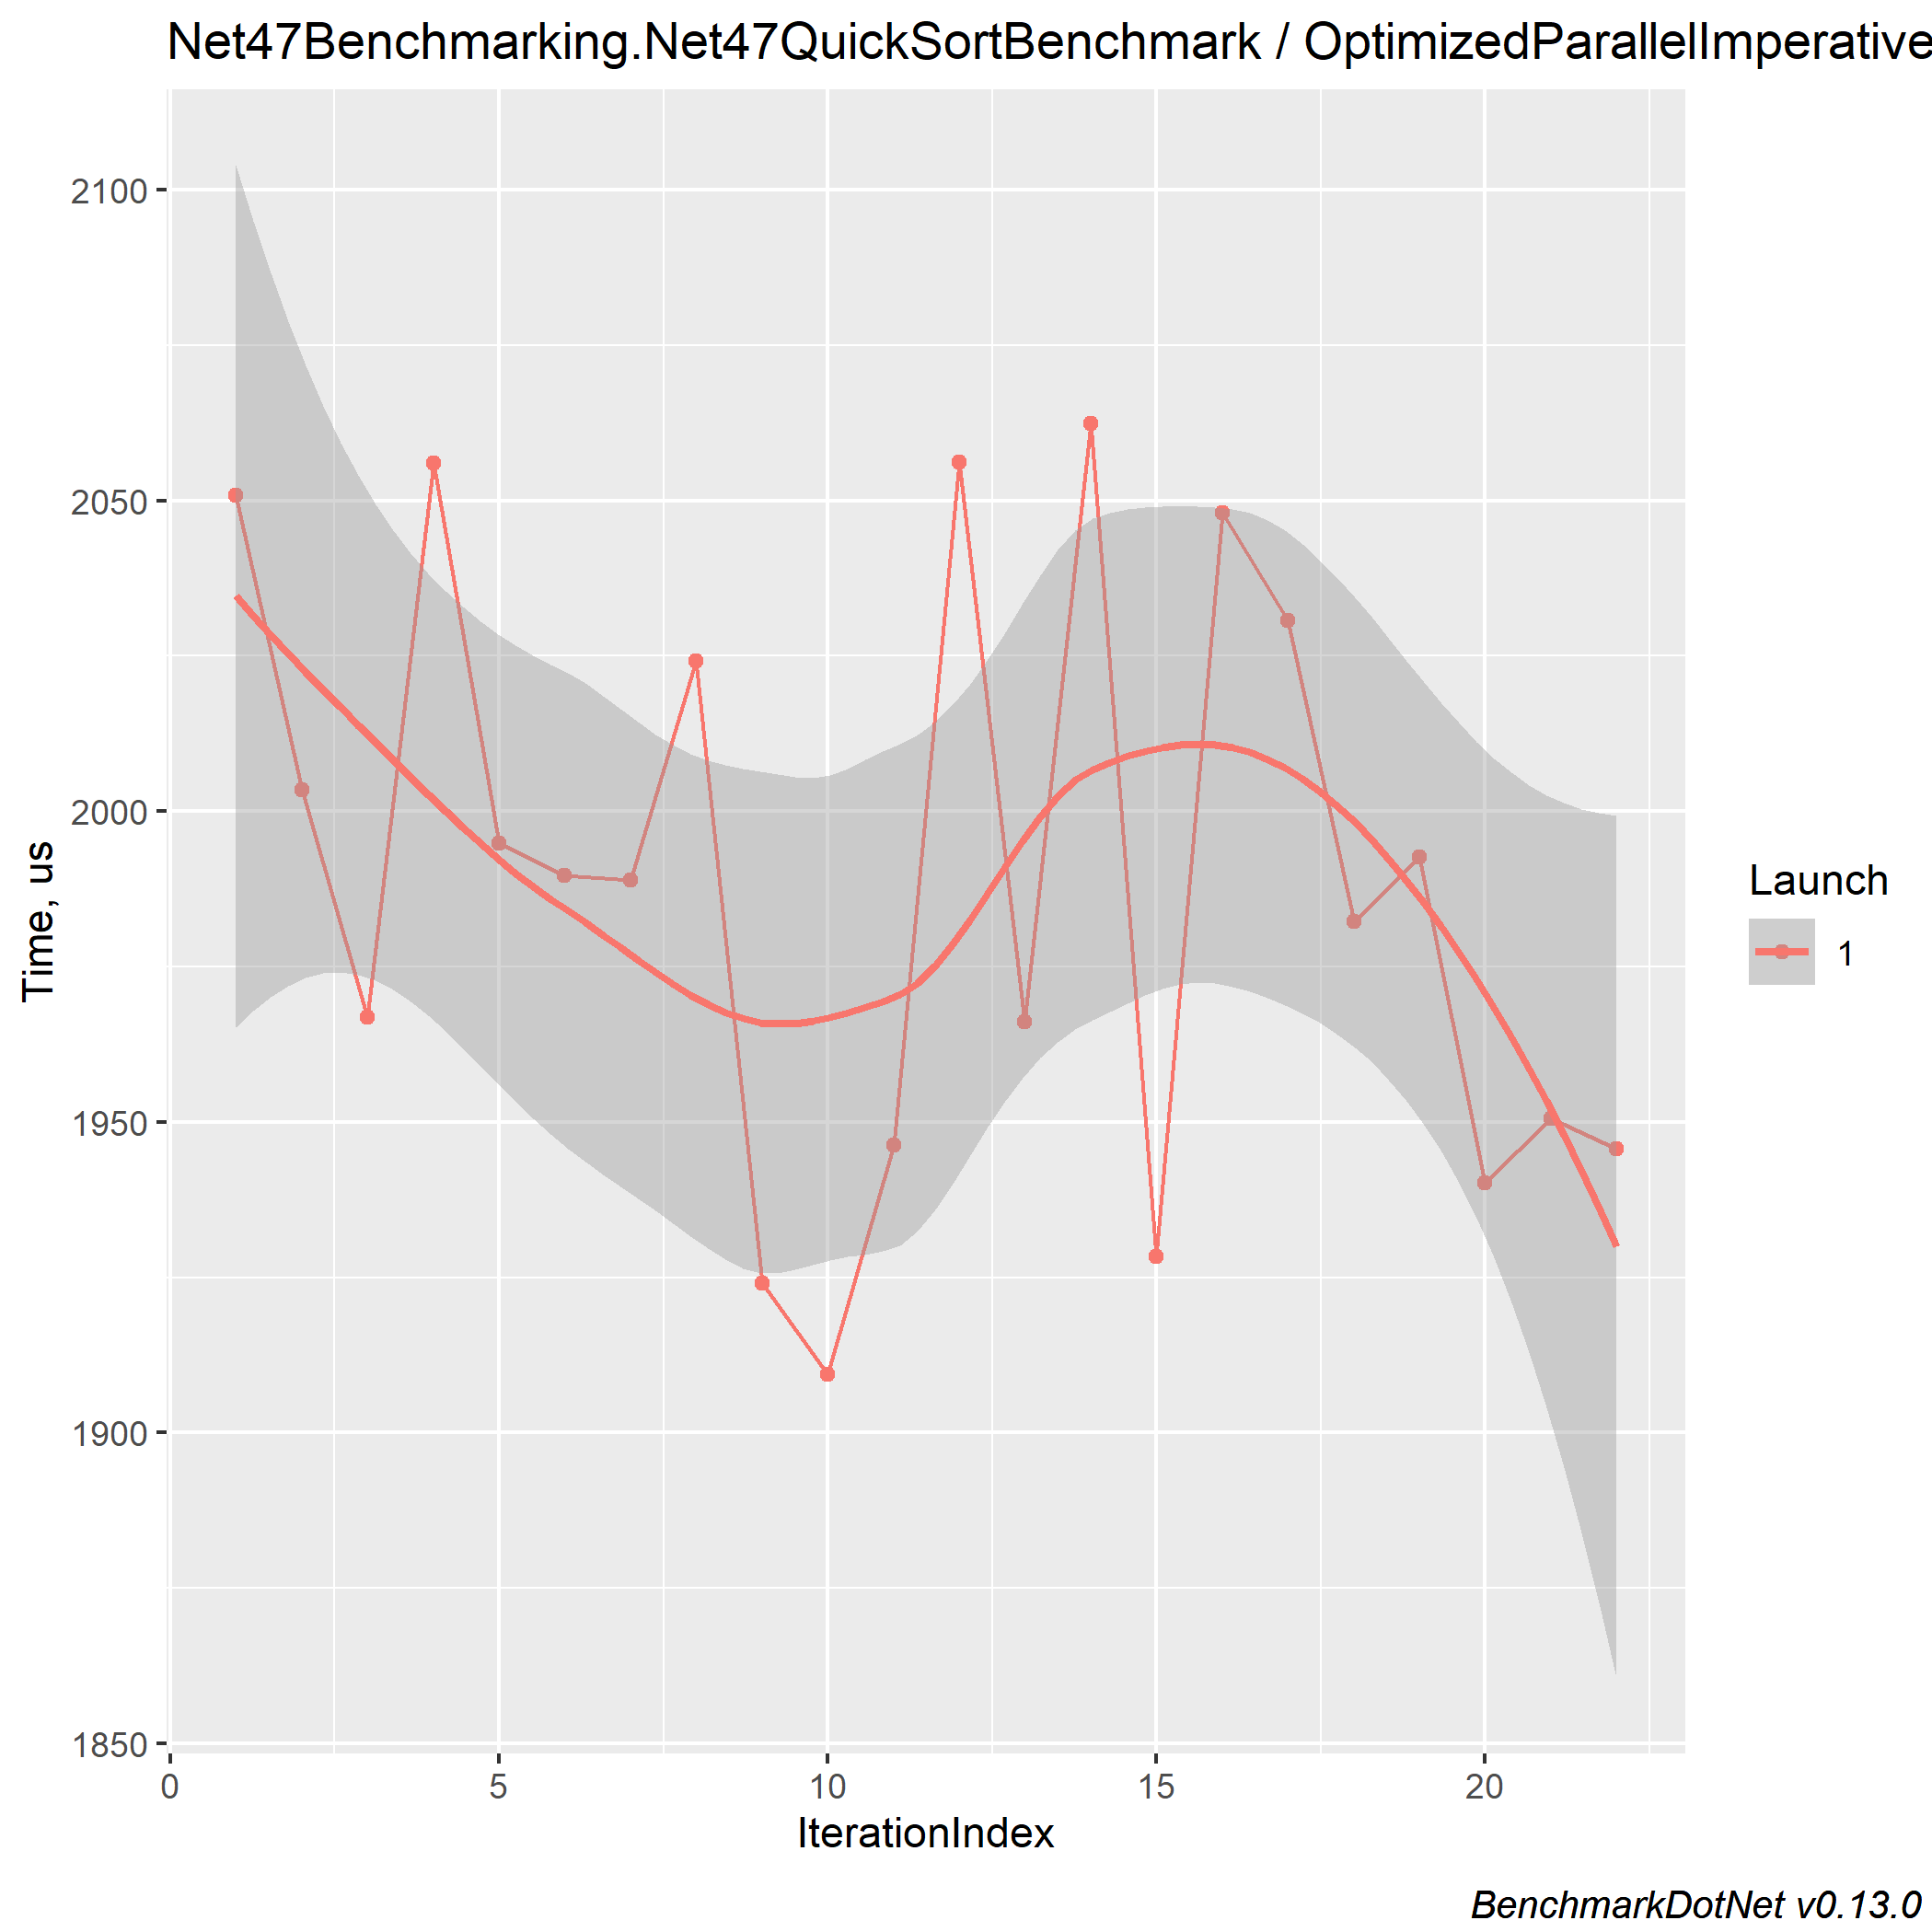 Net47Benchmarking.Net47QuickSortBenchmark / OptimizedParallelImperative
2100
2050
2000
1950
1900
1850
Time, us
0 5 10 15 20
IterationIndex
Launch
1
BenchmarkDotNet v0.13.0